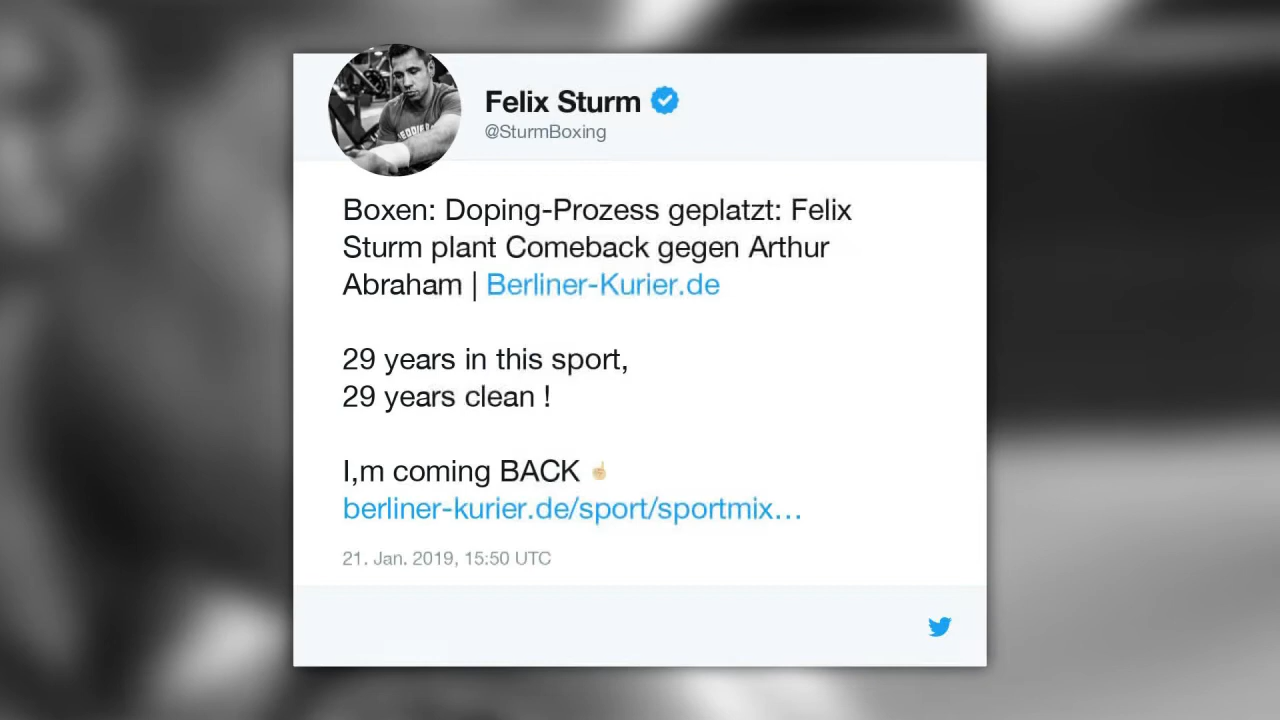 Felix Sturm
@SturmBoxing
Boxen: Doping-Prozess geplatzt: Felix
Sturm plant Comeback gegen Arthur
Abraham | Berliner-Kurier.de
29 years in this sport,
29 years clean !
I,m coming BACK ☝🏼
berliner-kurier.de/sport/sportmix…
21. Jan. 2019, 15:50 UTC